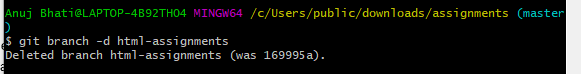 Anuj Bhati@LAPTOP-4B92THO4 MINGW64 /c/Users/public/downloads/assignments (master
)
$ git branch -d html-assignments
Deleted branch html-assignments (was 169995a).